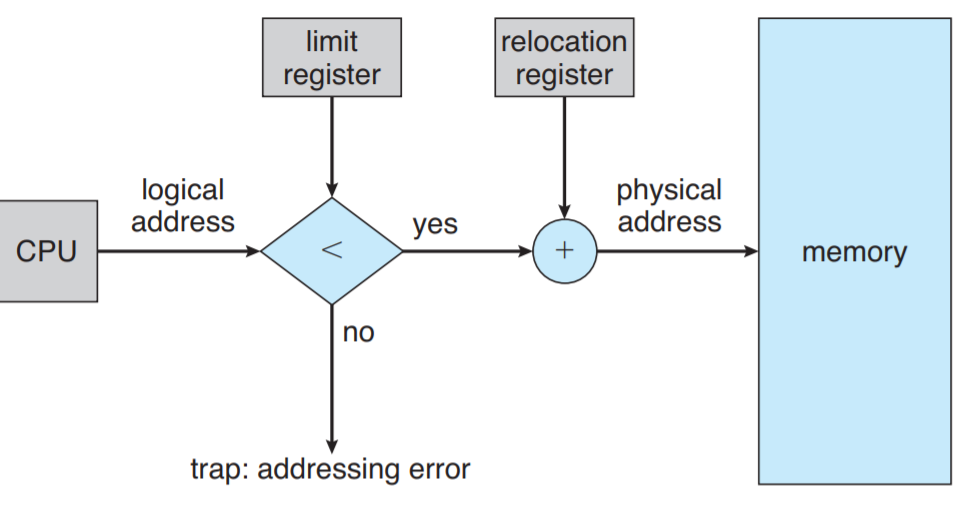 limit
register
relocation
register
logical
address
physical
address
CPU
<
yes
+
memory
no
trap: addressing error